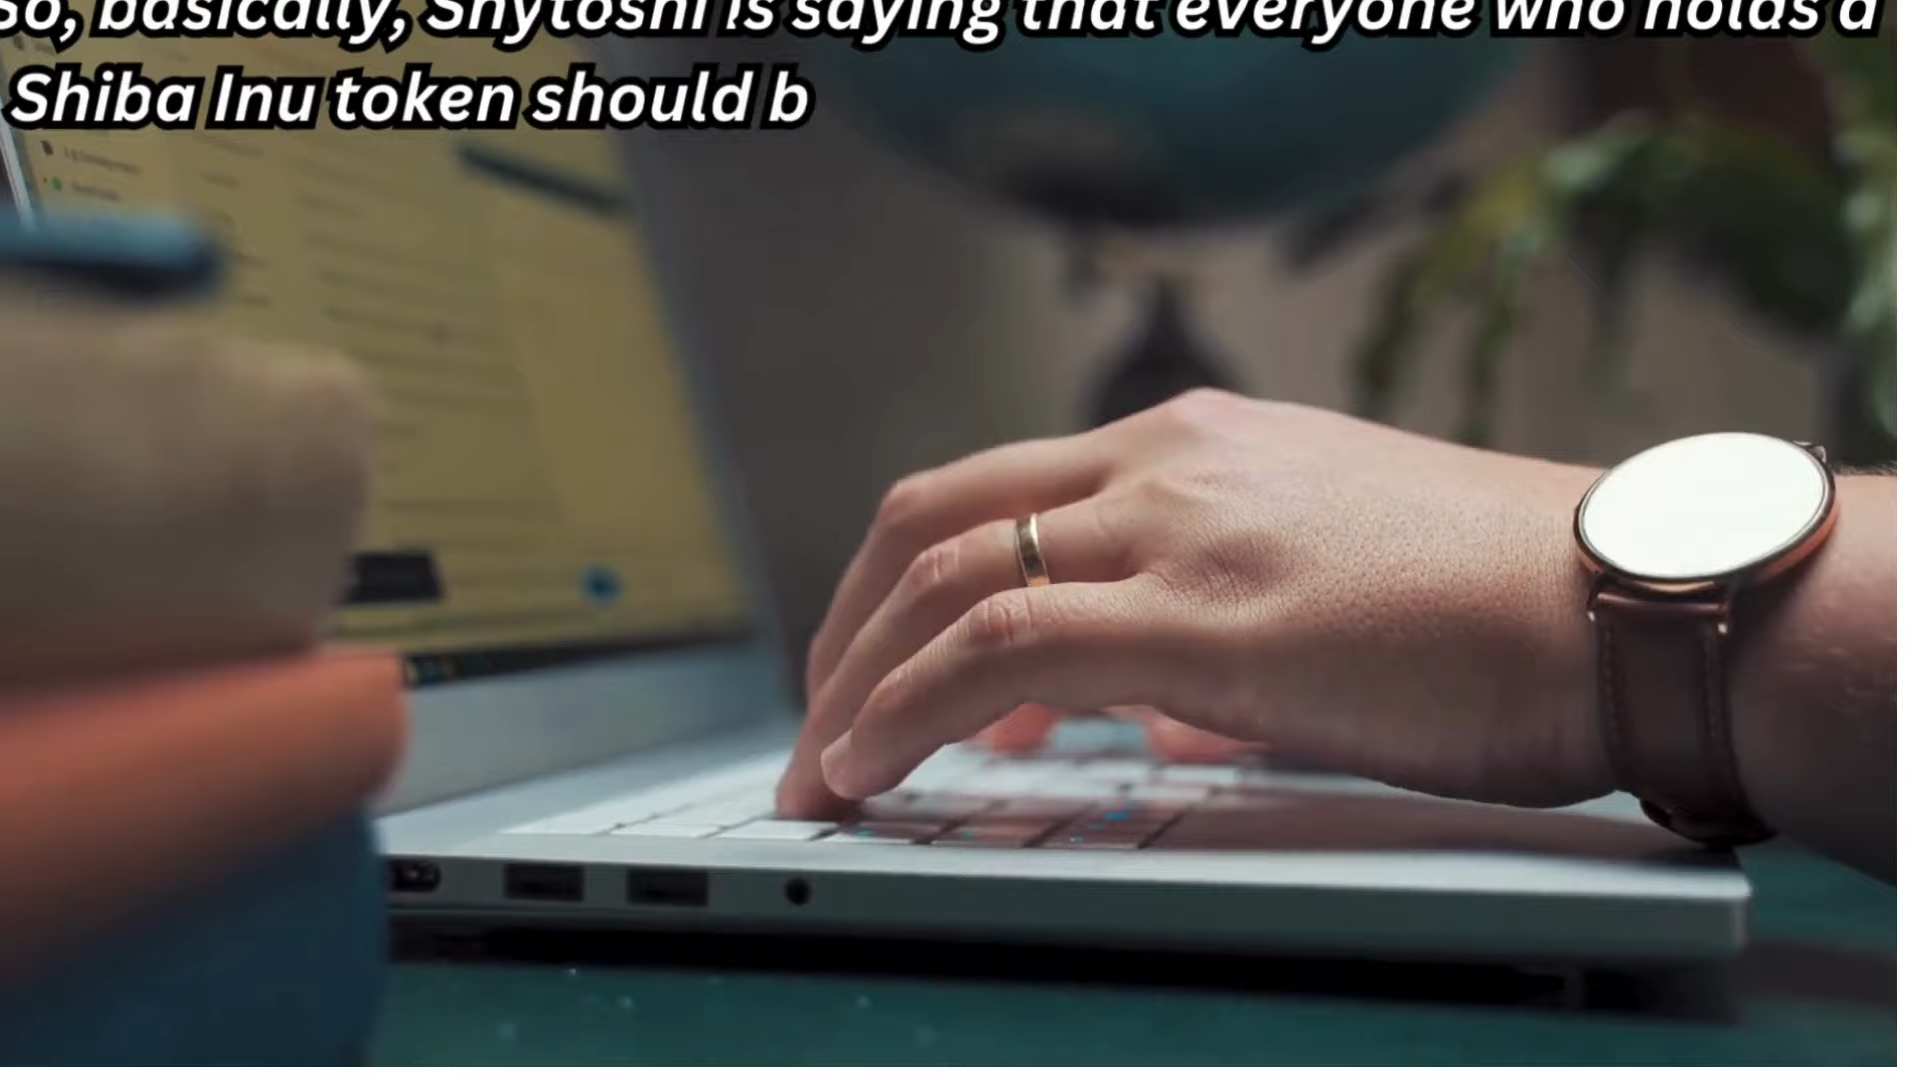 So, basically, Shytoshi is saying that everyone who holds a
Shiba Inu token should b